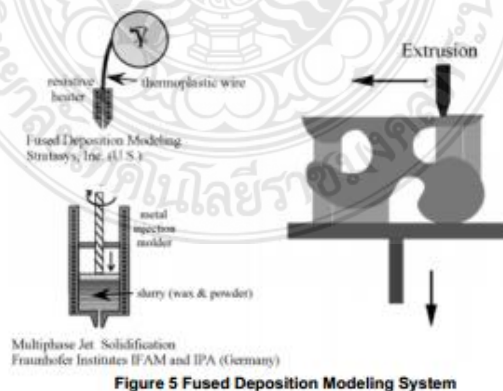 Extrusion
resistive
heater
thermoplastic wire
Fused Deposition Modeling
Stratasys, Inc. (U.S.)
metal
injection
molder
slurry (wax & powder)
Multiphase Jet Solidification
Fraunhofer Institutes IFAM and IPA (Germany)
Figure 5 Fused Deposition Modeling System